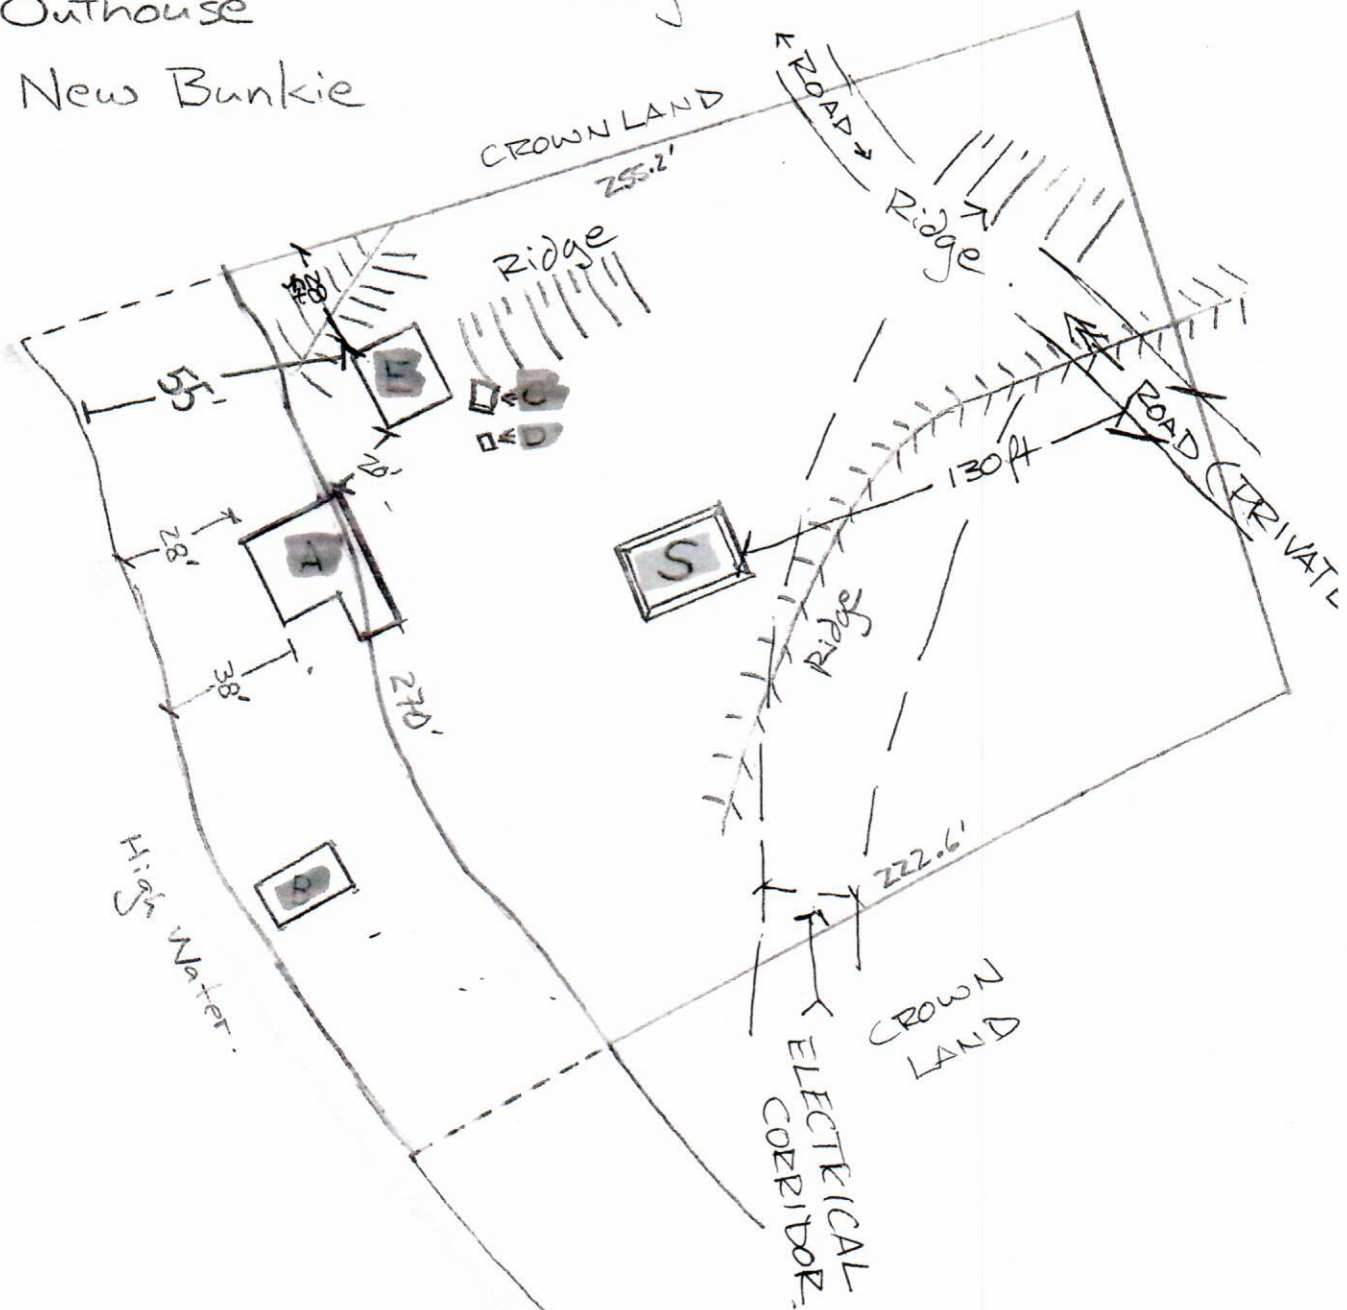 Outhouse
New Bunkie
CROWN LAND
255.2'
ROAD
Ridge
Ridge
55'
E
C
D
20'
28'
A
S
130 ft
ROAD (PRIVATE
Ridge
38'
270'
B
High Water.
222.6'
CROWN
LAND
ELECTRICAL
CORRIDOR.